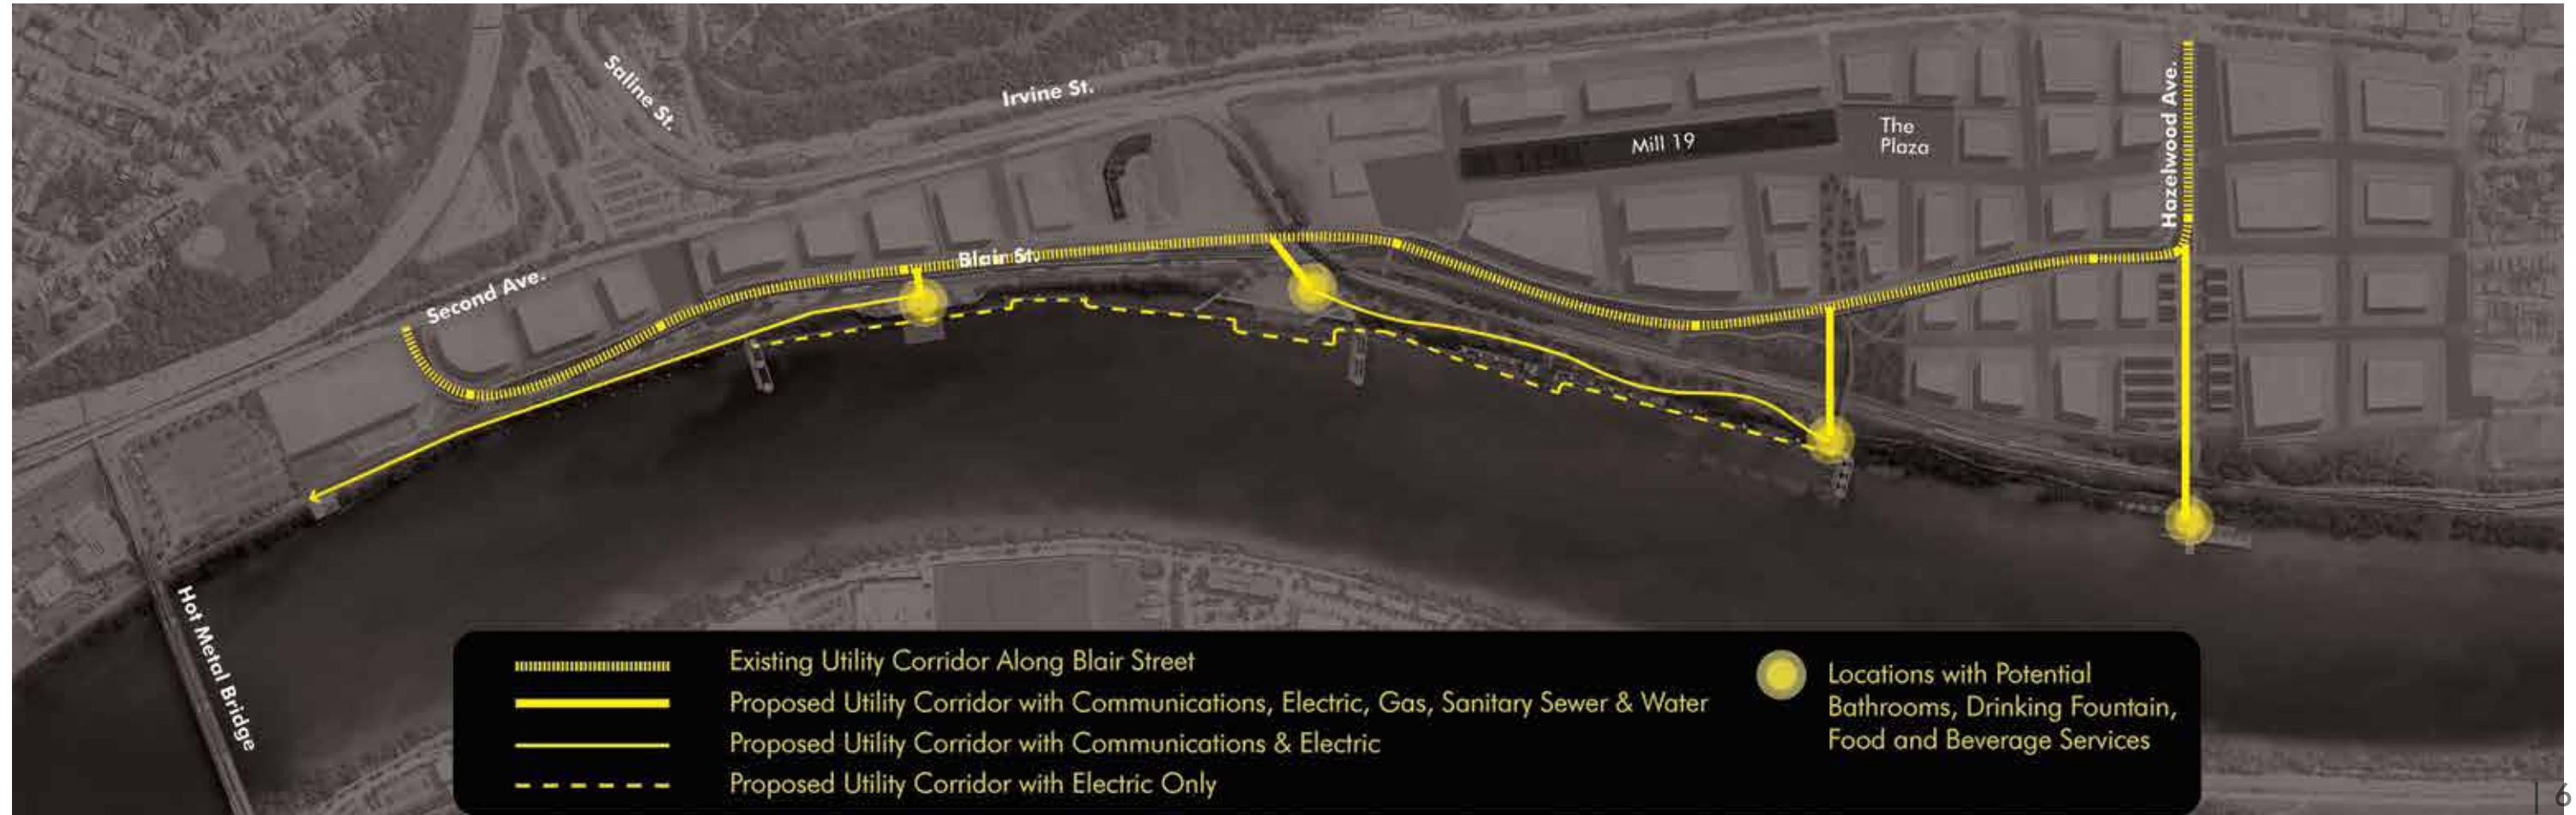 Saline St.
Irvine St.
Hazelwood Ave.
The
Plaza
Mill 19
Blair St.
Second Ave.
Hot Metal Bridge
Existing Utility Corridor Along Blair Street
Proposed Utility Corridor with Communications, Electric, Gas, Sanitary Sewer & Water
Proposed Utility Corridor with Communications & Electric
Proposed Utility Corridor with Electric Only
Locations with Potential
Bathrooms, Drinking Fountain,
Food and Beverage Services
| 6